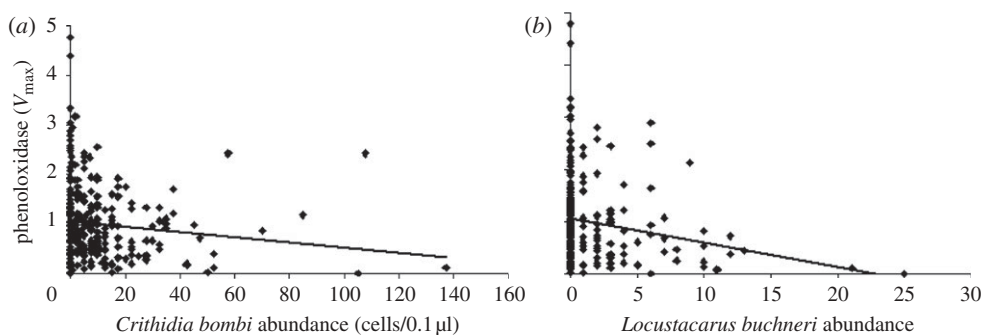 (a)
(b)
5
4
3
2
1
0
phenoloxidase (Vmax)
20 40 60 80 100 120 140 160
Crithidia bombi abundance (cells/0.1 µl)
0 5 10 15 20 25 30
Locustacarus buchneri abundance